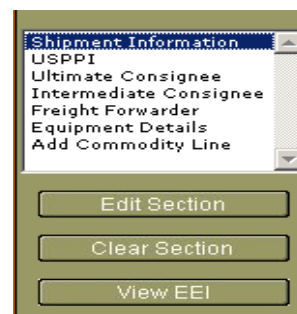 Shipment Information
USPPI
Ultimate Consignee
Intermediate Consignee
Freight Forwarder
Equipment Details
Add Commodity Line
Edit Section
Clear Section
View EEI